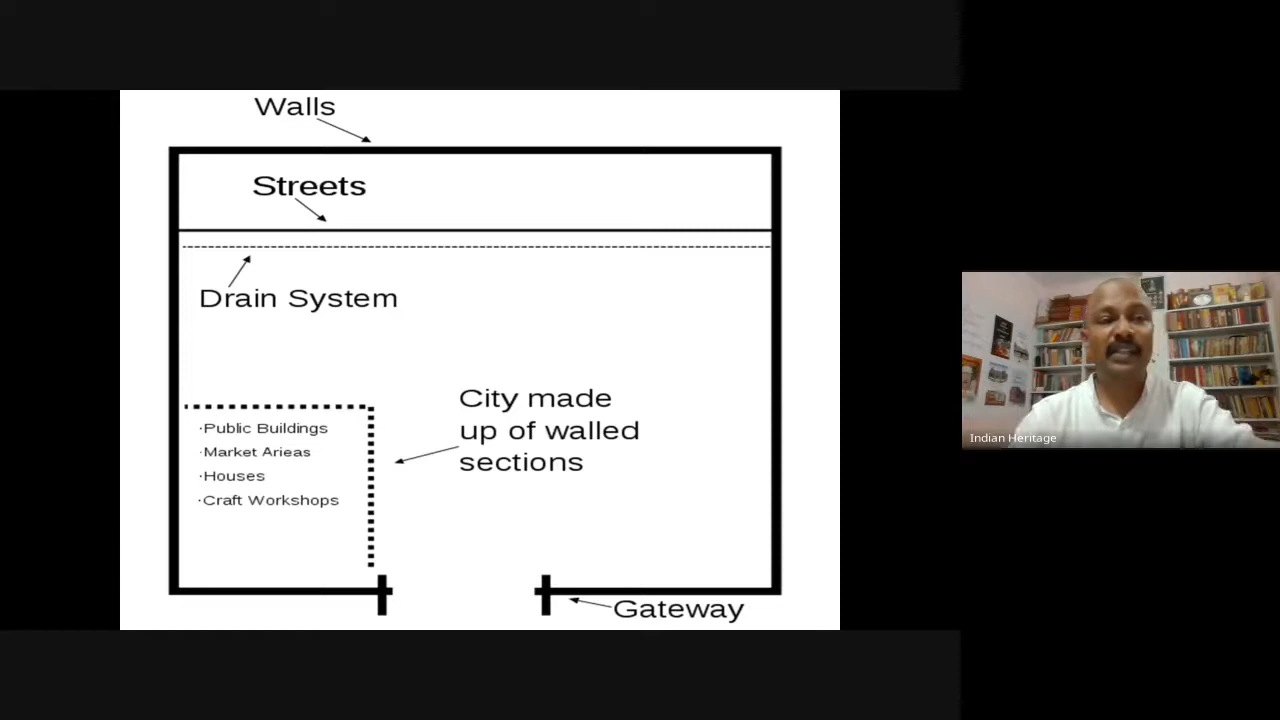 Walls
Streets
Drain System
City made
up of walled
sections
·Public Buildings
·Market Arieas
·Houses
·Craft Workshops
Gateway
Indian Heritage